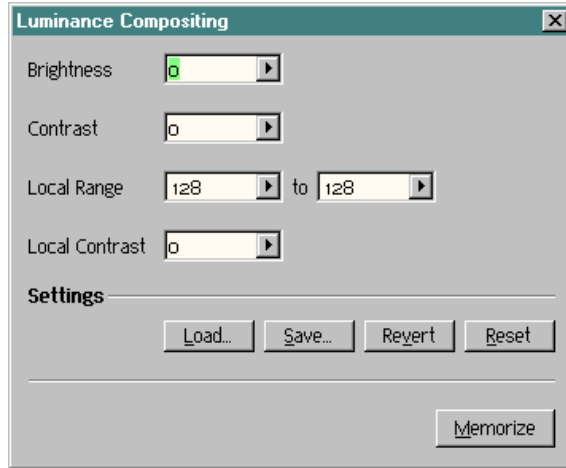 Luminance Compositing
Brightness 0
Contrast 0
Local Range 128 to 128
Local Contrast 0
Settings
Load... Save... Revert Reset
Memorize